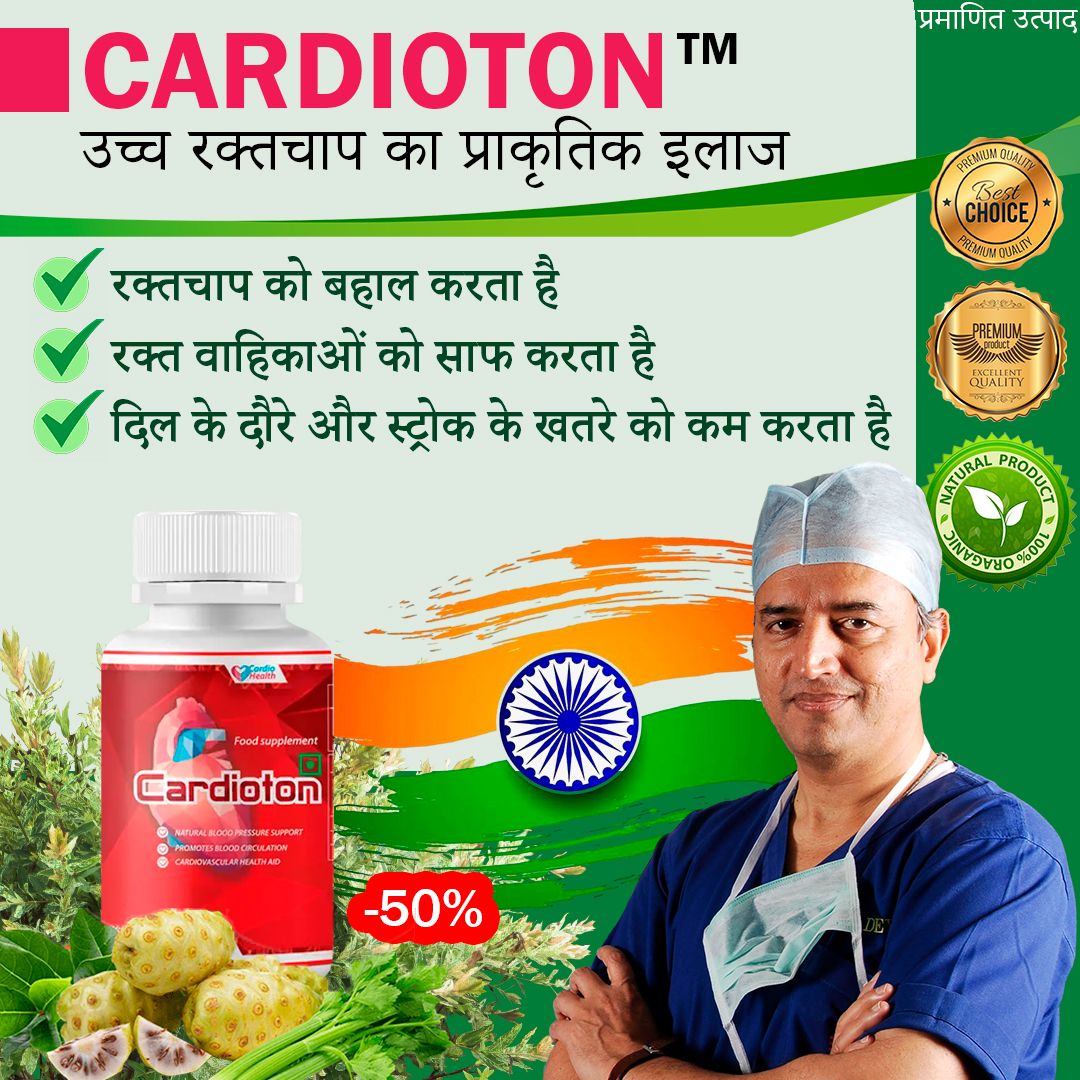 प्रमाणित उत्पाद
CARDIOTON™
उच्च रक्तचाप का प्राकृतिक इलाज
PREMIUM QUALITY
Best
CHOICE
PREMIUM QUALITY
रक्तचाप को बहाल करता है
रक्त वाहिकाओं को साफ करता है
दिल के दौरे और स्ट्रोक के खतरे को कम करता है
PREMIUM
product
EXCELLENT
QUALITY
NATURAL PRODUCT
100% ORAGANIC
Cardio
Health
Food supplement
Cardioton
NATURAL BLOOD PRESSURE SUPPORT
PROMOTES BLOOD CIRCULATION
CARDIOVASCULAR HEALTH AID
-50%